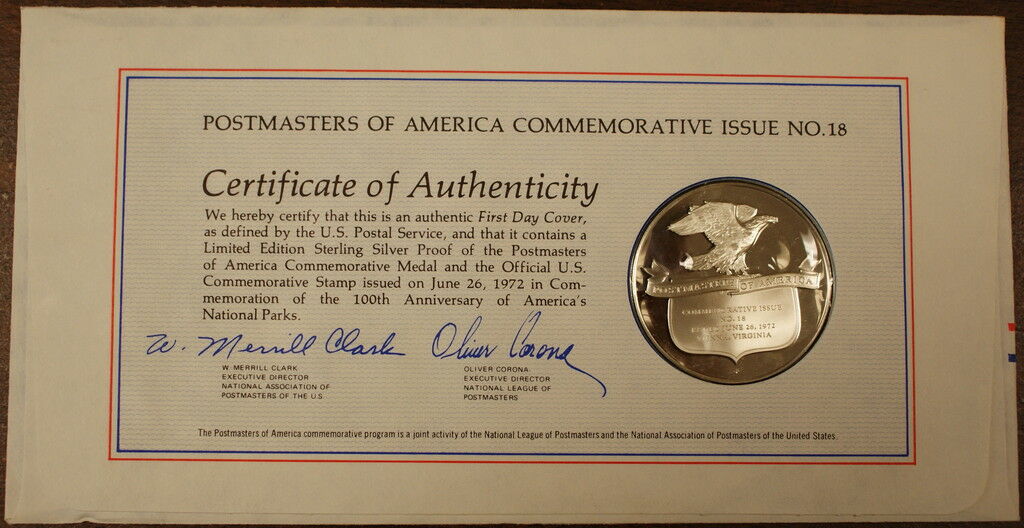 POSTMASTERS OF AMERICA COMMEMORATIVE ISSUE NO.18
Certificate of Authenticity
We hereby certify that this is an authentic First Day Cover,
as defined by the U.S. Postal Service, and that it contains a
Limited Edition Sterling Silver Proof of the Postmasters
of America Commemorative Medal and the Official U.S.
Commemorative Stamp issued on June 26, 1972 in Com-
memoration of the 100th Anniversary of America's
National Parks.
W. Merrill Clark
Oliver Corona
W. MERRILL CLARK
EXECUTIVE DIRECTOR
NATIONAL ASSOCIATION OF
POSTMASTERS OF THE U.S.
OLIVER CORONA
EXECUTIVE DIRECTOR
NATIONAL LEAGUE OF
POSTMASTERS
POSTMASTERS OF AMERICA
COMMEMORATIVE ISSUE
NO. 18
JUNE 26, 1972
VIRGINIA
The Postmasters of America commemorative program is a joint activity of the National League of Postmasters and the National Association of Postmasters of the United States.